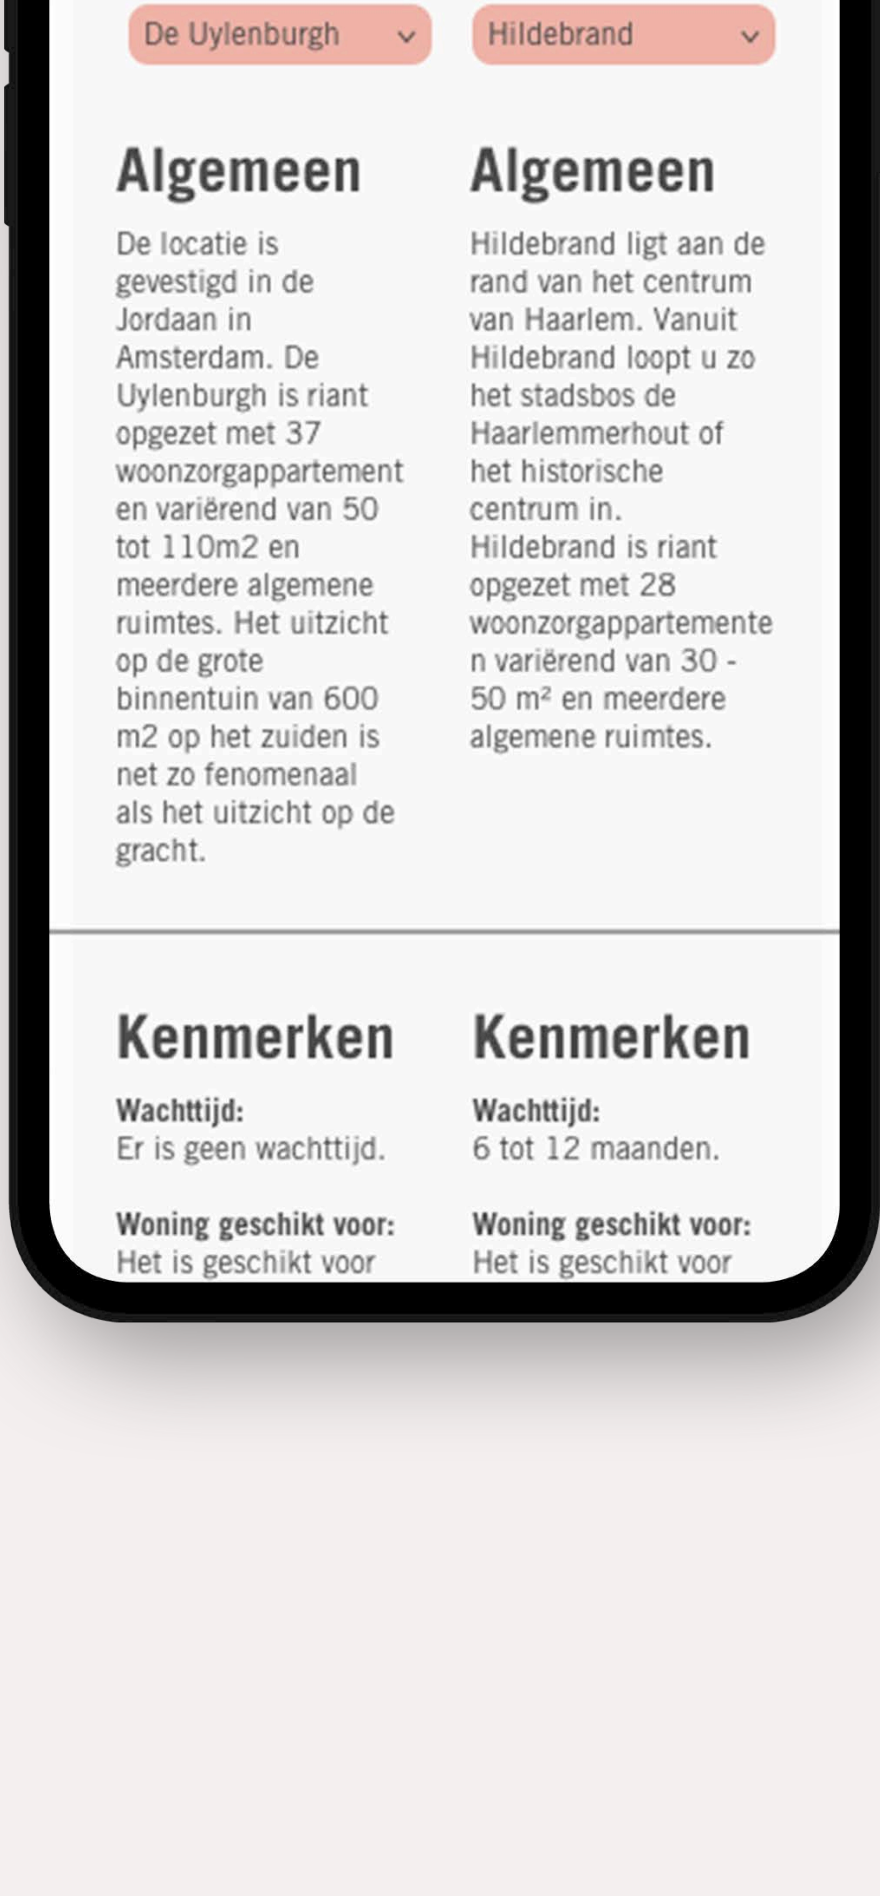 De Uylenburgh
Hildebrand
Algemeen
De locatie is
gevestigd in de
Jordaan in
Amsterdam. De
Uylenburgh is riant
opgezet met 37
woonzorgappartement
en variërend van 50
tot 110m2 en
meerdere algemene
ruimtes. Het uitzicht
op de grote
binnentuin van 600
m2 op het zuiden is
net zo fenomenaal
als het uitzicht op de
gracht.
Algemeen
Hildebrand ligt aan de
rand van het centrum
van Haarlem. Vanuit
Hildebrand loopt u zo
het stadsbos de
Haarlemmerhout of
het historische
centrum in.
Hildebrand is riant
opgezet met 28
woonzorgappartemente
n variërend van 30 -
50 m² en meerdere
algemene ruimtes.
Kenmerken
Wachttijd:
Er is geen wachttijd.
Woning geschikt voor:
Het is geschikt voor
Kenmerken
Wachttijd:
6 tot 12 maanden.
Woning geschikt voor:
Het is geschikt voor